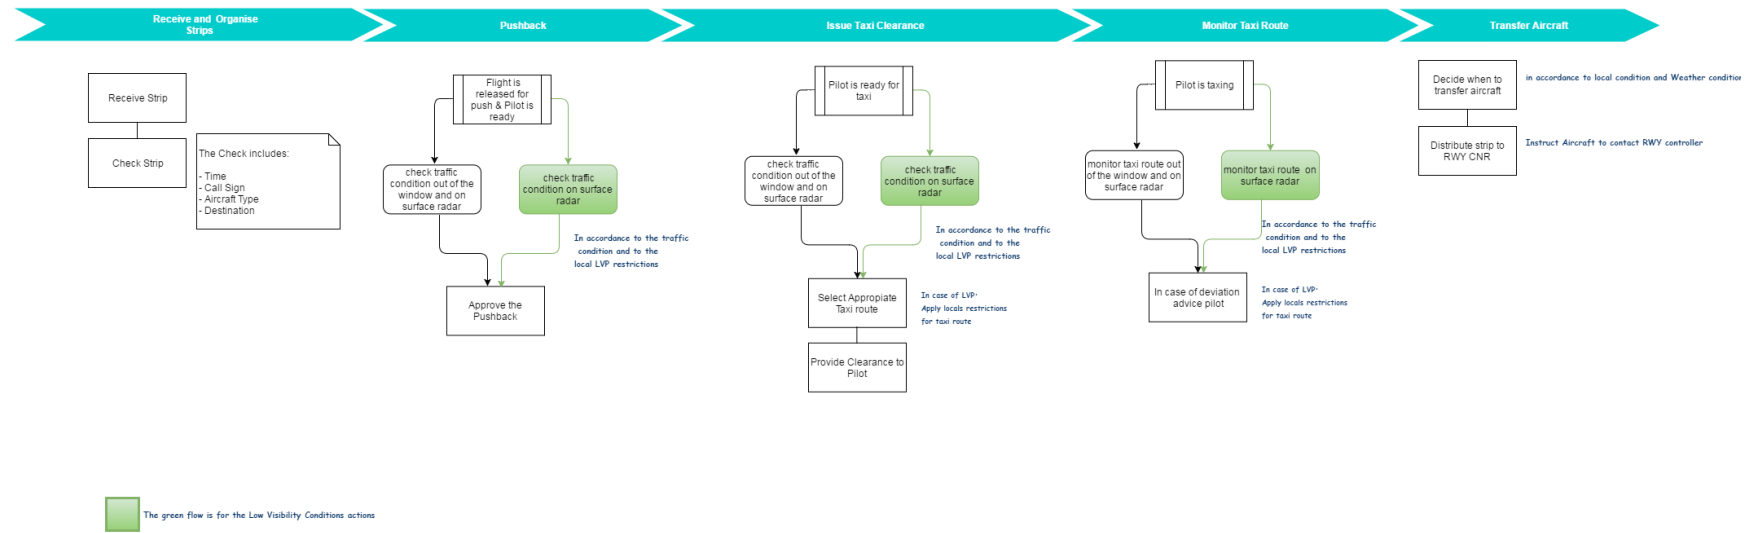 Receive and Organise
Strips
Pushback
Issue Taxi Clearance
Monitor Taxi Route
Transfer Aircraft
Receive Strip
Check Strip
The Check includes:
- Time
- Call Sign
- Aircraft Type
- Destination
Flight is
released for
push & Pilot is
ready
check traffic
condition out of the
window and on
surface radar
check traffic
condition on surface
radar
In accordance to the traffic
condition and to the
local LVP restrictions
Approve the
Pushback
Pilot is ready for
taxi
check traffic
condition out of the
window and on
surface radar
check traffic
condition on surface
radar
In accordance to the traffic
condition and to the
local LVP restrictions
Select Appropiate
Taxi route
In case of LVP-
Apply locals restrictions
for taxi route
Provide Clearance to
Pilot
Pilot is taxing
monitor taxi route out
of the window and on
surface radar
monitor taxi route on
surface radar
In accordance to the traffic
condition and to the
local LVP restrictions
In case of deviation
advice pilot
In case of LVP-
Apply locals restrictions
for taxi route
Decide when to
transfer aircraft
in accordance to local condition and Weather condition
Distribute strip to
RWY CNR
Instruct Aircraft to contact RWY controller
The green flow is for the Low Visibility Conditions actions